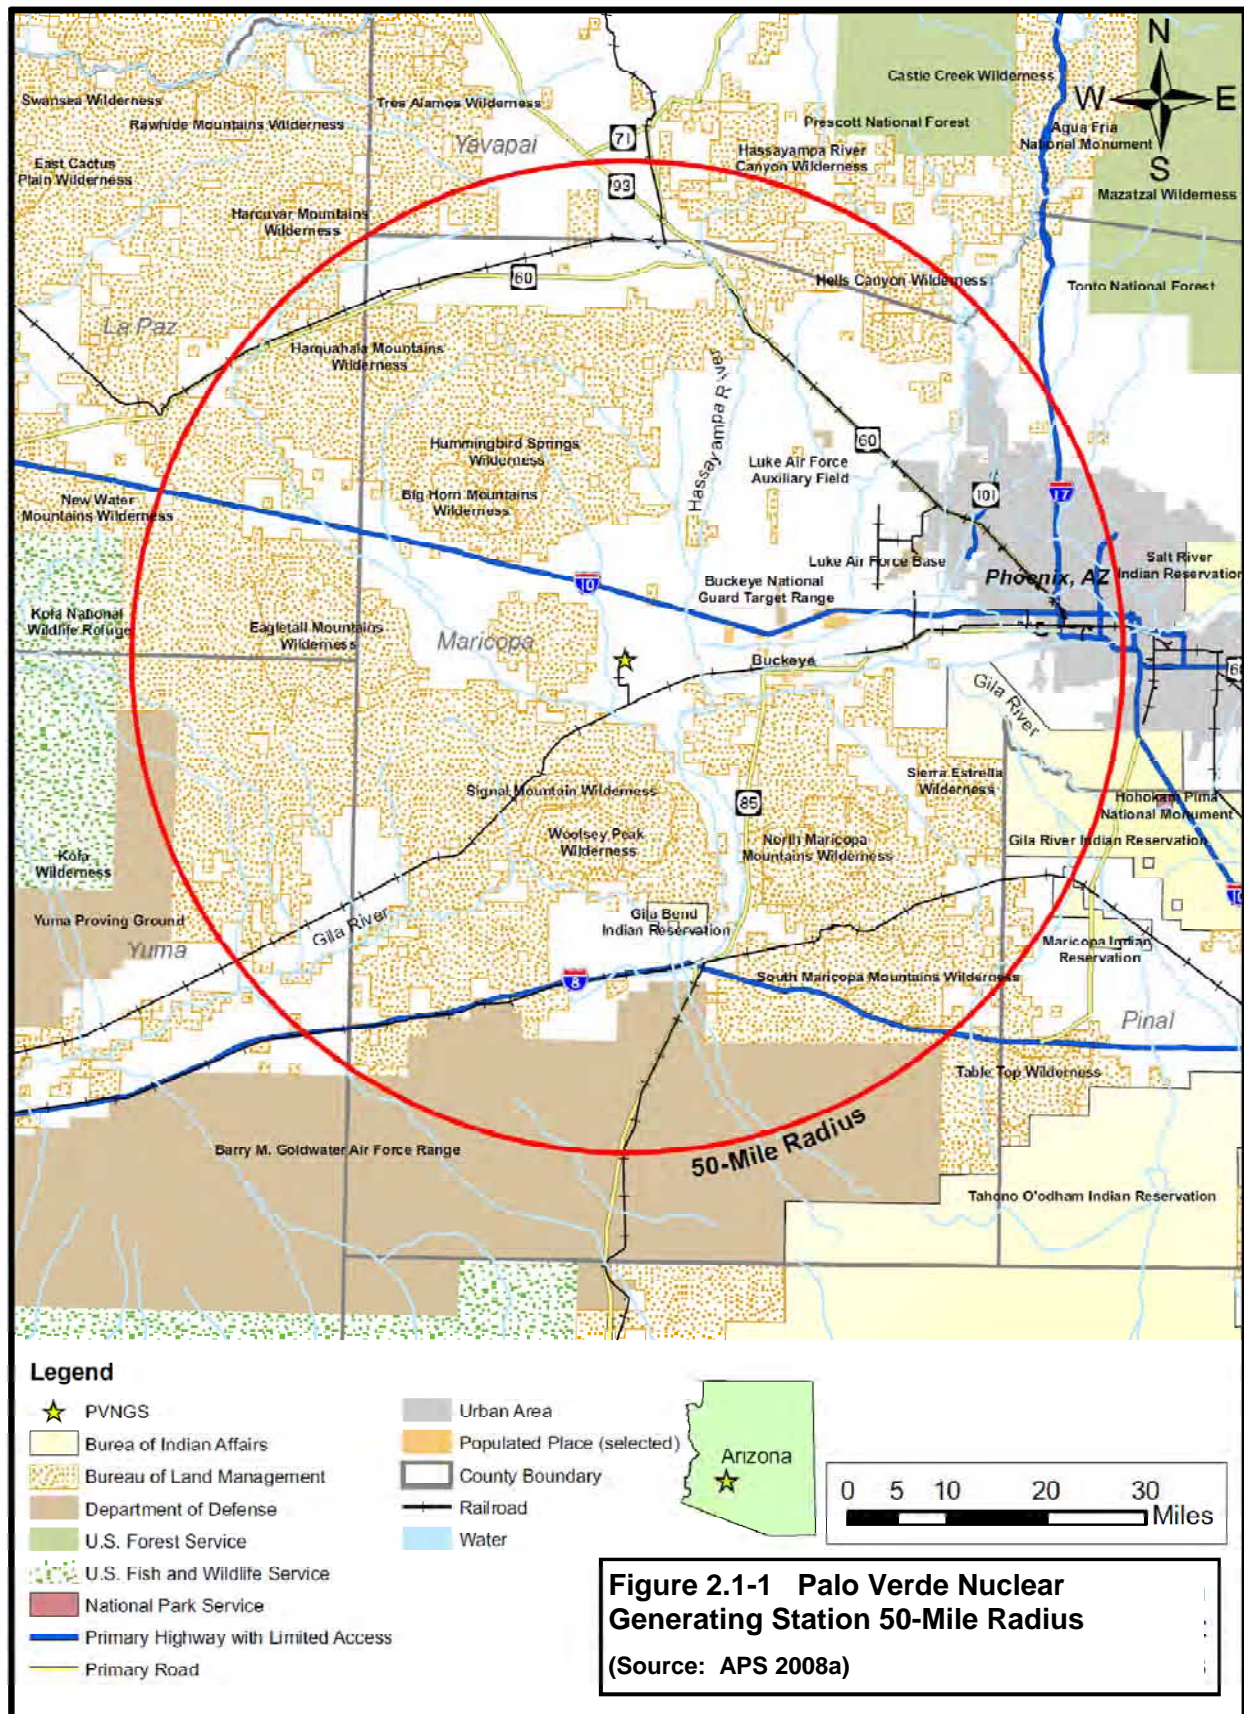 N
Castle Creek Wilderness
W
E
Swansea Wilderness
Tres Alamos Wilderness
Rawhide Mountains Wilderness
Prescott National Forest
Agua Fria
National Monument
71
Yavapai
Hassayampa River
Canyon Wilderness
S
East Cactus
Plain Wilderness
93
Mazatzal Wilderness
Harcuvar Mountains
Wilderness
60
Hells Canyon Wilderness
Tonto National Forest
La Paz
Harquahala Mountains
Wilderness
Hassayampa River
Hummingbird Springs
Wilderness
60
Luke Air Force
Auxiliary Field
101
17
New Water
Mountains Wilderness
Big Horn Mountains
Wilderness
Luke Air Force Base
Salt River
Indian Reservation
Phoenix, AZ
10
Buckeye National
Guard Target Range
Kofa National
Wildlife Refuge
Eagletail Mountains
Wilderness
Maricopa
Buckeye
60
Gila River
Signal Mountain Wilderness
85
Sierra Estrella
Wilderness
Hohokam Pima
National Monument
Woolsey Peak
Wilderness
North Maricopa
Mountains Wilderness
Gila River Indian Reservation
Kofa
Wilderness
10
Yuma Proving Ground
Gila River
Gila Bend
Indian Reservation
Yuma
Maricopa Indian
Reservation
8
South Maricopa Mountains Wilderness
Pinal
Table Top Wilderness
50-Mile Radius
Barry M. Goldwater Air Force Range
Tahono O'odham Indian Reservation
Legend
PVNGS
Burea of Indian Affairs
Bureau of Land Management
Department of Defense
U.S. Forest Service
U.S. Fish and Wildlife Service
National Park Service
Primary Highway with Limited Access
Primary Road
Urban Area
Populated Place (selected)
County Boundary
Railroad
Water
Arizona
0 5 10 20 30
Miles
Figure 2.1-1 Palo Verde Nuclear
Generating Station 50-Mile Radius
(Source: APS 2008a)